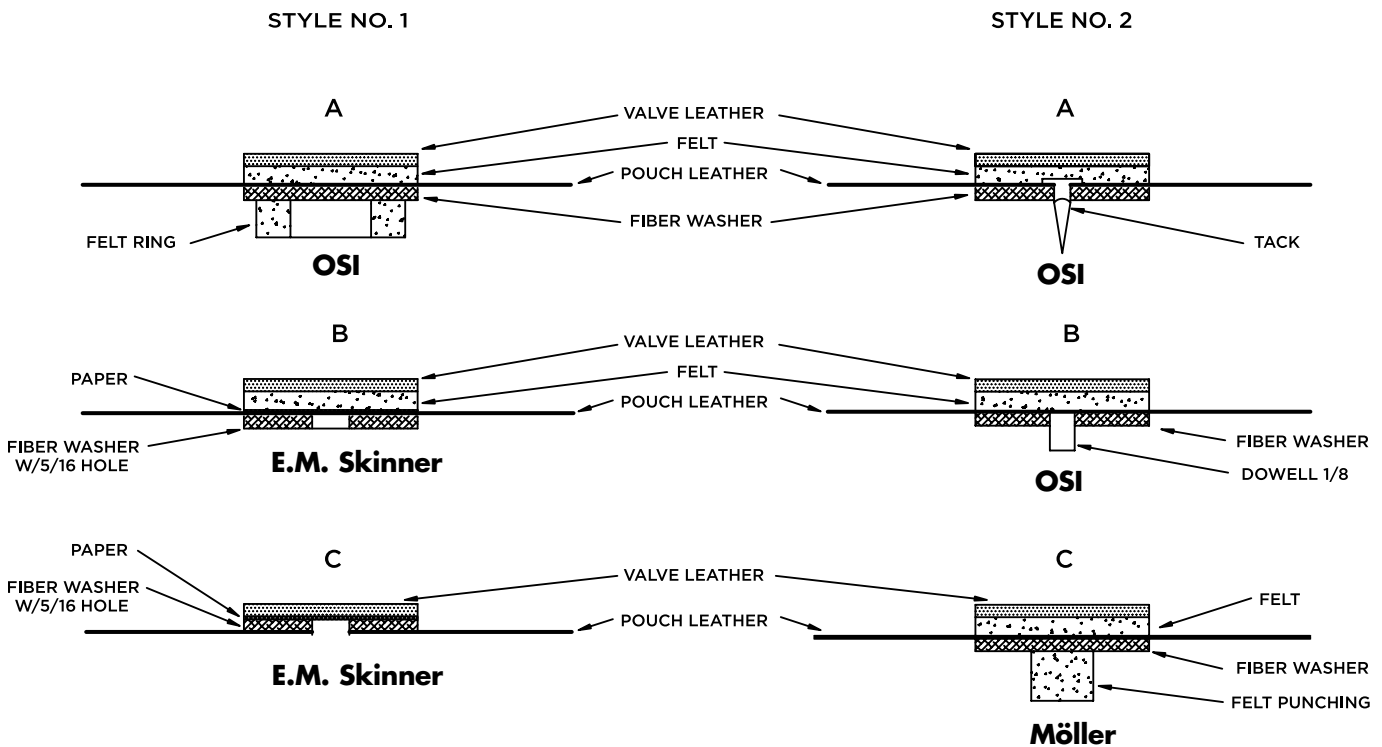 STYLE NO. 1
STYLE NO. 2
A
A
VALVE LEATHER
FELT
POUCH LEATHER
FIBER WASHER
FELT RING
TACK
OSI
OSI
B
B
VALVE LEATHER
FELT
POUCH LEATHER
PAPER
FIBER WASHER
W/5/16 HOLE
FIBER WASHER
DOWELL 1/8
E.M. Skinner
OSI
C
C
PAPER
FIBER WASHER
W/5/16 HOLE
VALVE LEATHER
POUCH LEATHER
FELT
FIBER WASHER
FELT PUNCHING
E.M. Skinner
Möller